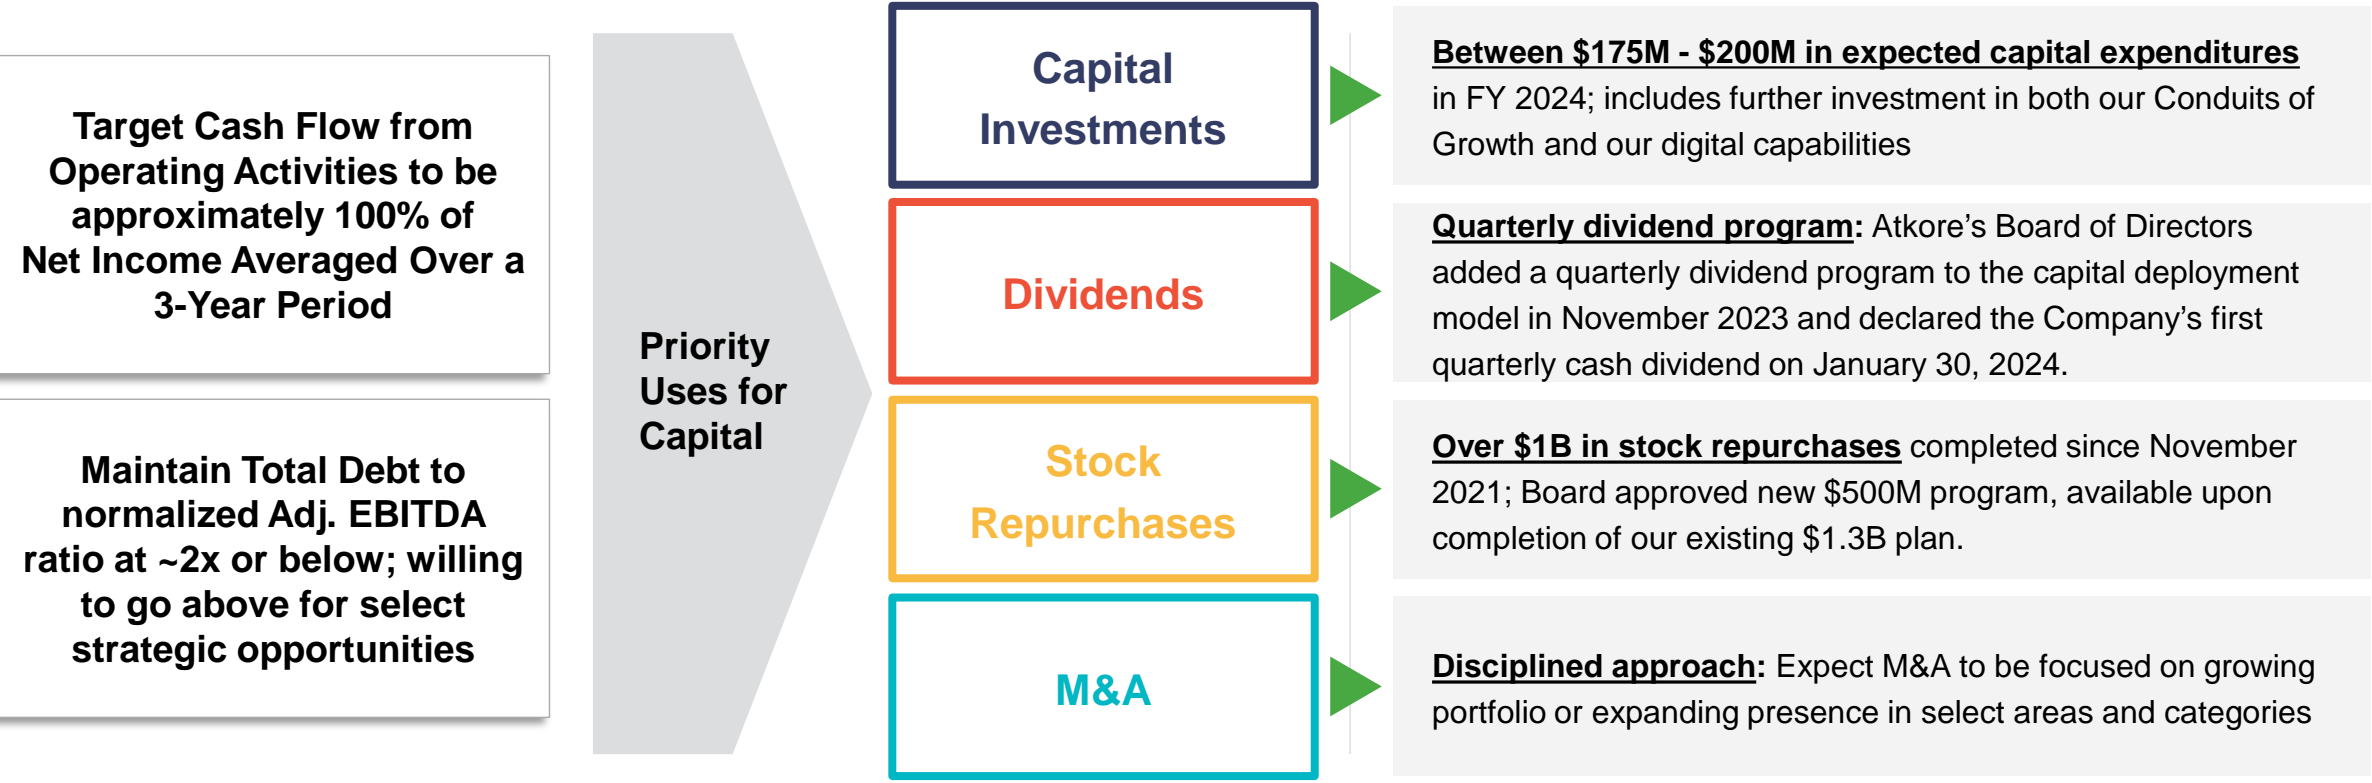 Target Cash Flow from
Operating Activities to be
approximately 100% of
Net Income Averaged Over a
3-Year Period
Maintain Total Debt to
normalized Adj. EBITDA
ratio at ~2x or below; willing
to go above for select
strategic opportunities
Priority
Uses for
Capital
Capital
Investments
Between $175M - $200M in expected capital expenditures
in FY 2024; includes further investment in both our Conduits of
Growth and our digital capabilities
Dividends
Quarterly dividend program: Atkore’s Board of Directors
added a quarterly dividend program to the capital deployment
model in November 2023 and declared the Company’s first
quarterly cash dividend on January 30, 2024.
Stock
Repurchases
Over $1B in stock repurchases completed since November
2021; Board approved new $500M program, available upon
completion of our existing $1.3B plan.
M&A
Disciplined approach: Expect M&A to be focused on growing
portfolio or expanding presence in select areas and categories